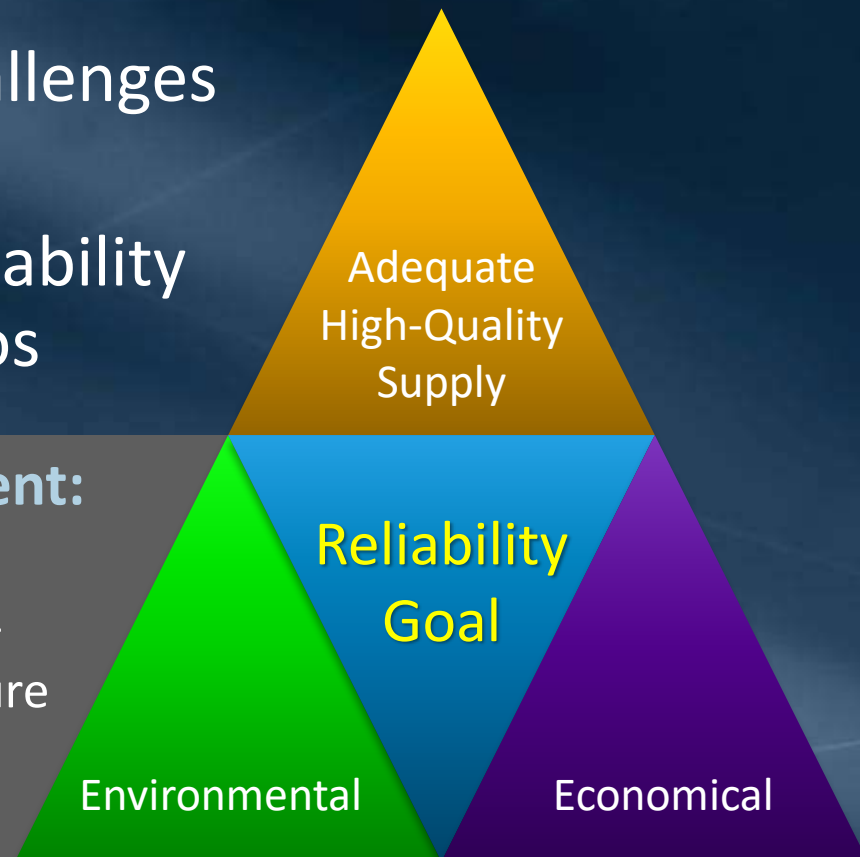 allenges
ability
os
ent:
ure
Adequate
High-Quality
Supply
Reliability
Goal
Environmental
Economical